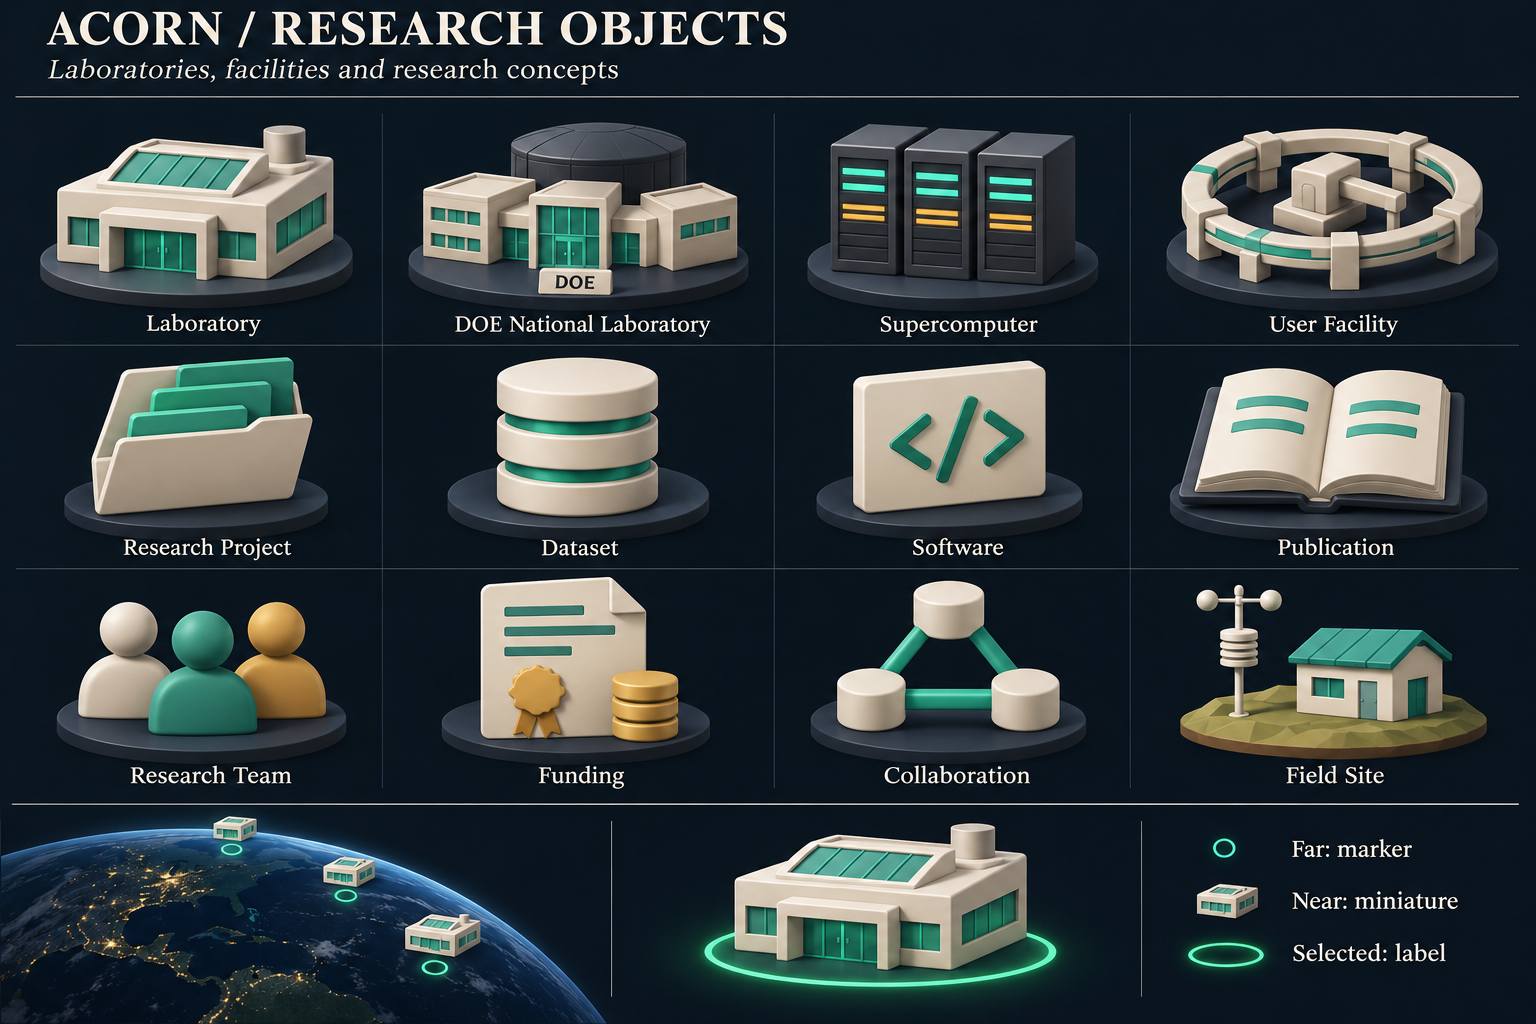 ACORN / RESEARCH OBJECTS
Laboratories, facilities and research concepts
Laboratory
DOE
DOE National Laboratory
Supercomputer
User Facility
Research Project
Dataset
</>
Software
Publication
Research Team
Funding
Collaboration
Field Site
Far: marker
Near: miniature
Selected: label